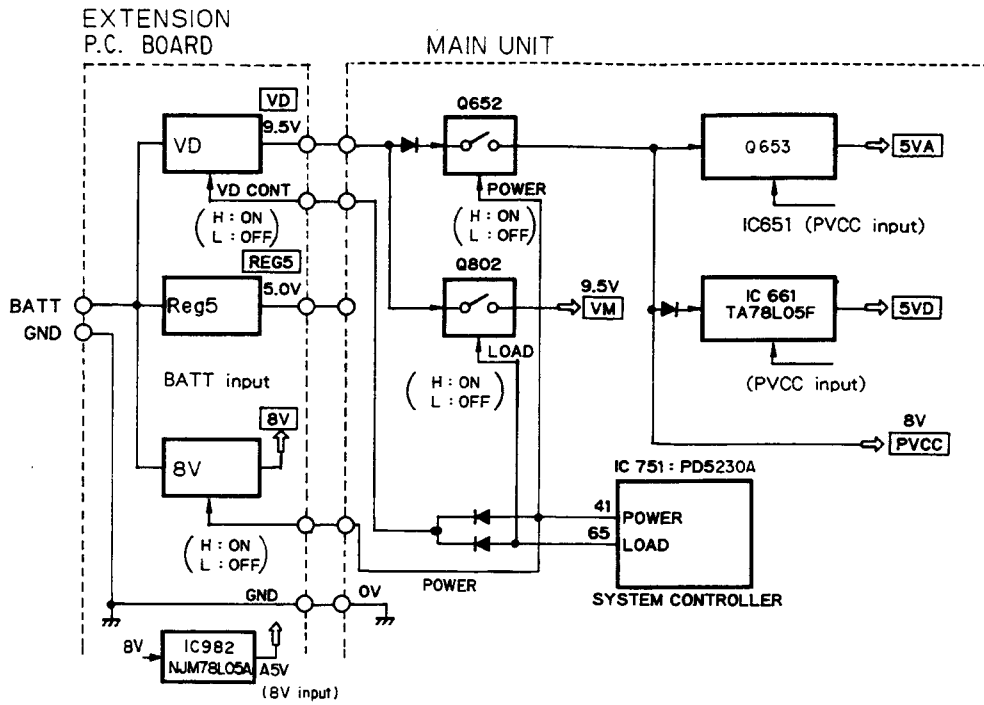 EXTENSION
P.C. BOARD
MAIN UNIT
VD
9.5V
VD
VD CONT
( H : ON
L : OFF )
Q652
POWER
( H : ON
L : OFF )
Q653
5VA
IC651 (PVCC input)
REG5
5.0V
Reg5
BATT
GND
BATT input
Q802
9.5V
VM
LOAD
( H : ON
L : OFF )
IC 661
TA78L05F
5VD
(PVCC input)
8V
PVCC
8V
8V
( H : ON
L : OFF )
IC 751 : PD5230A
41
POWER
65
LOAD
SYSTEM CONTROLLER
POWER
GND
0V
8V
IC982
NJM78L05A
A5V
(8V input)